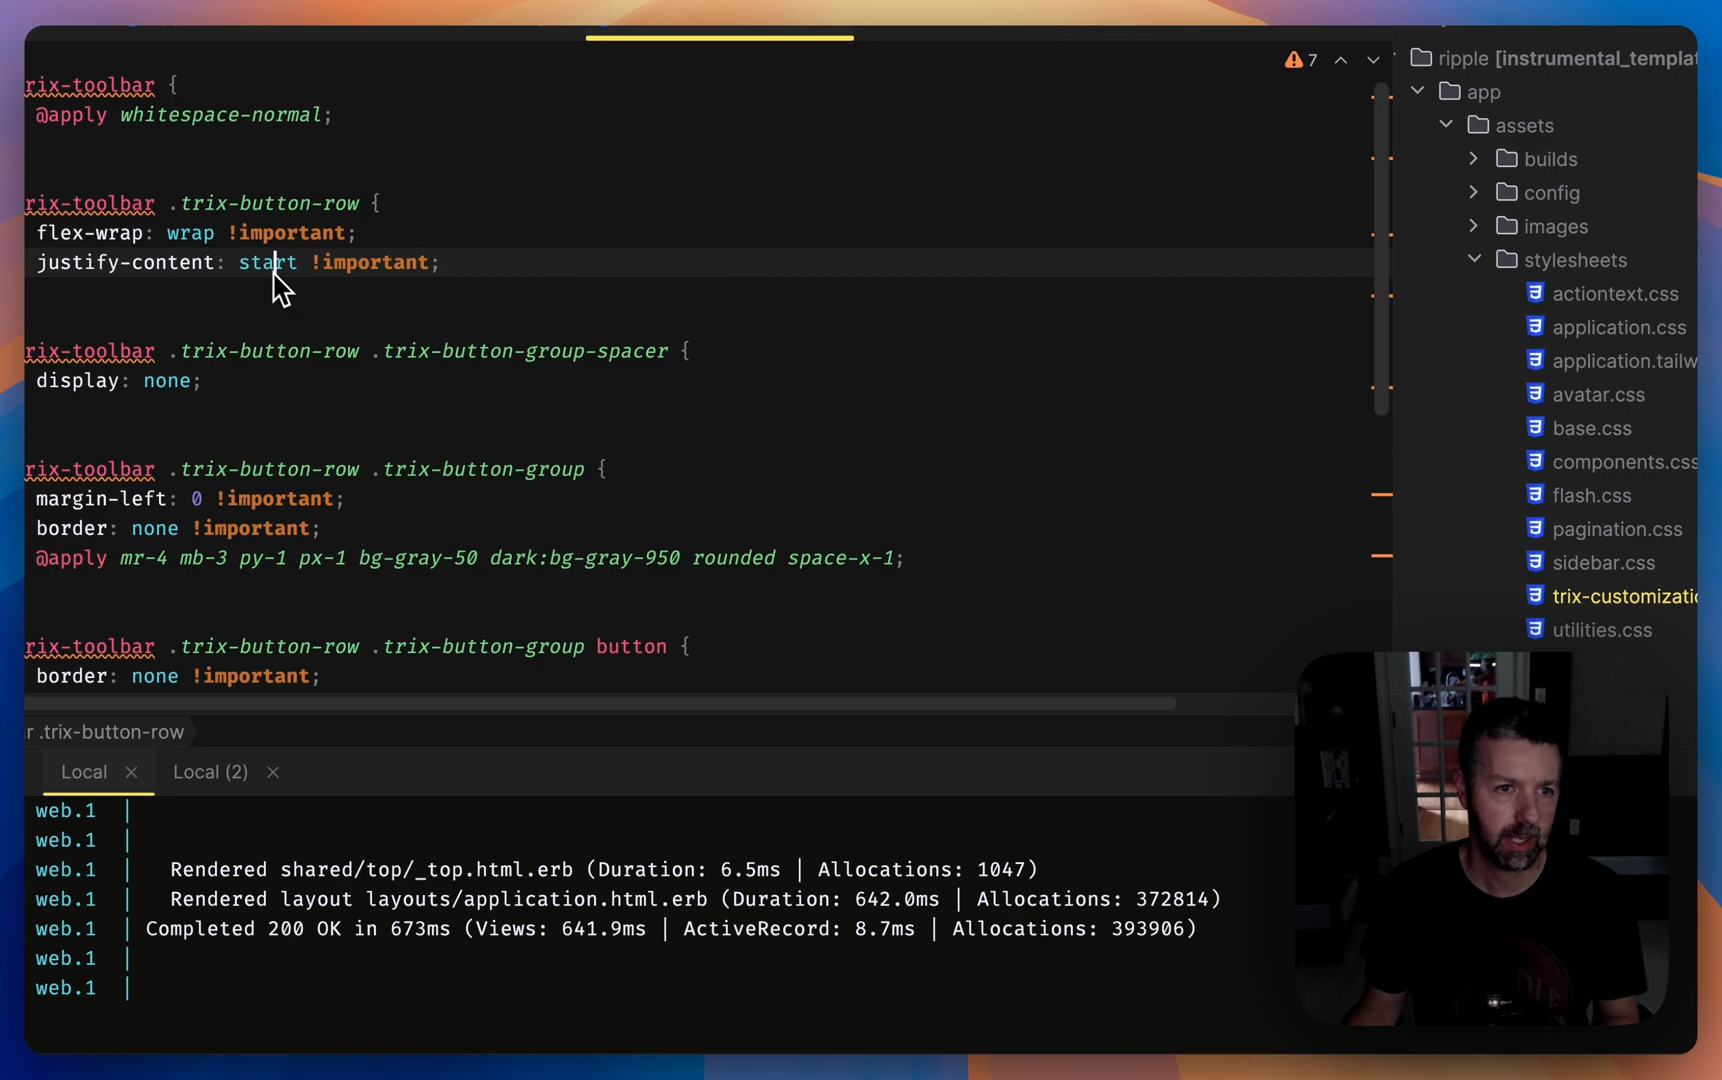 7
rix-toolbar {
@apply whitespace-normal;
rix-toolbar .trix-button-row {
flex-wrap: wrap !important;
justify-content: start !important;
rix-toolbar .trix-button-row .trix-button-group-spacer {
display: none;
rix-toolbar .trix-button-row .trix-button-group {
margin-left: 0 !important;
border: none !important;
@apply mr-4 mb-3 py-1 px-1 bg-gray-50 dark:bg-gray-950 rounded space-x-1;
rix-toolbar .trix-button-row .trix-button-group button {
border: none !important;
r .trix-button-row
ripple [instrumental_templat
app
assets
builds
config
images
stylesheets
actiontext.css
application.css
application.tailw
avatar.css
base.css
components.css
flash.css
pagination.css
sidebar.css
trix-customizatio
utilities.css
Local
Local (2)
web.1 |
web.1 |
web.1 | Rendered shared/top/_top.html.erb (Duration: 6.5ms | Allocations: 1047)
web.1 | Rendered layout layouts/application.html.erb (Duration: 642.0ms | Allocations: 372814)
web.1 | Completed 200 OK in 673ms (Views: 641.9ms | ActiveRecord: 8.7ms | Allocations: 393906)
web.1 |
web.1 |